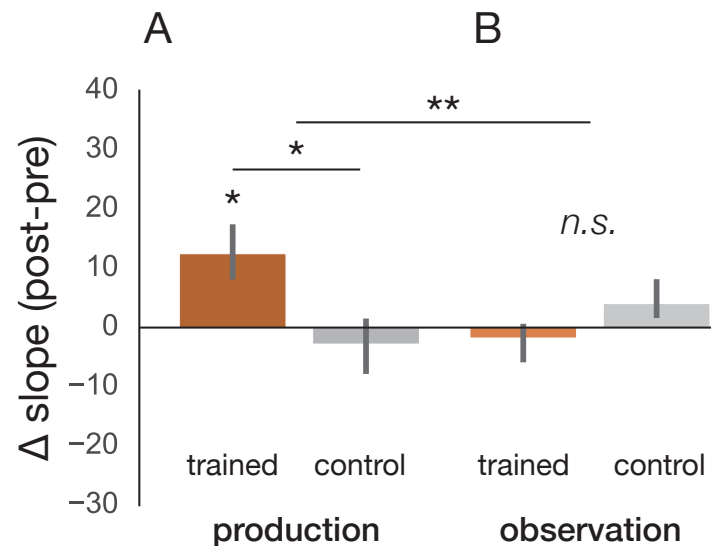 A B
40
30
20
10
0
−10
−20
−30
Δ slope (post-pre)
**
*
*
n.s.
trained control trained control
production observation